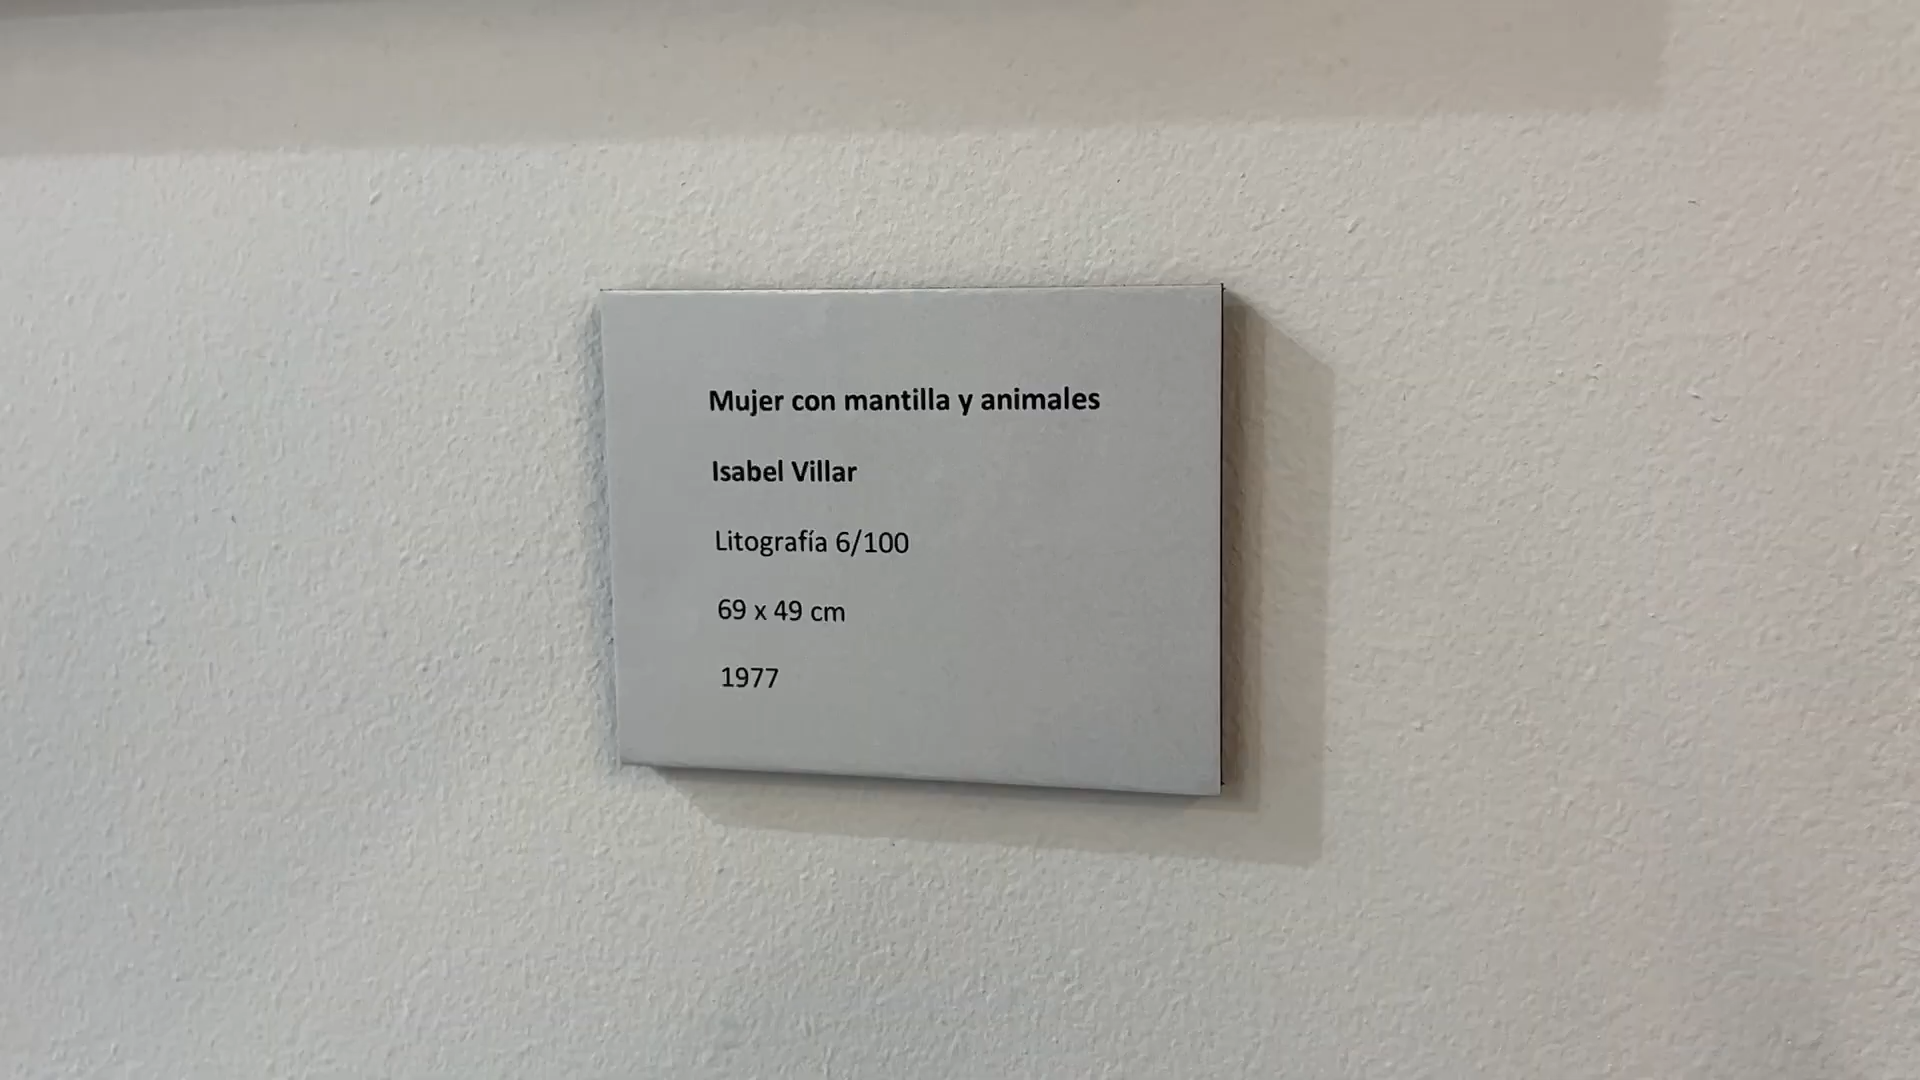 Mujer con mantilla y animales
Isabel Villar
Litografía 6/100
69 x 49 cm
1977